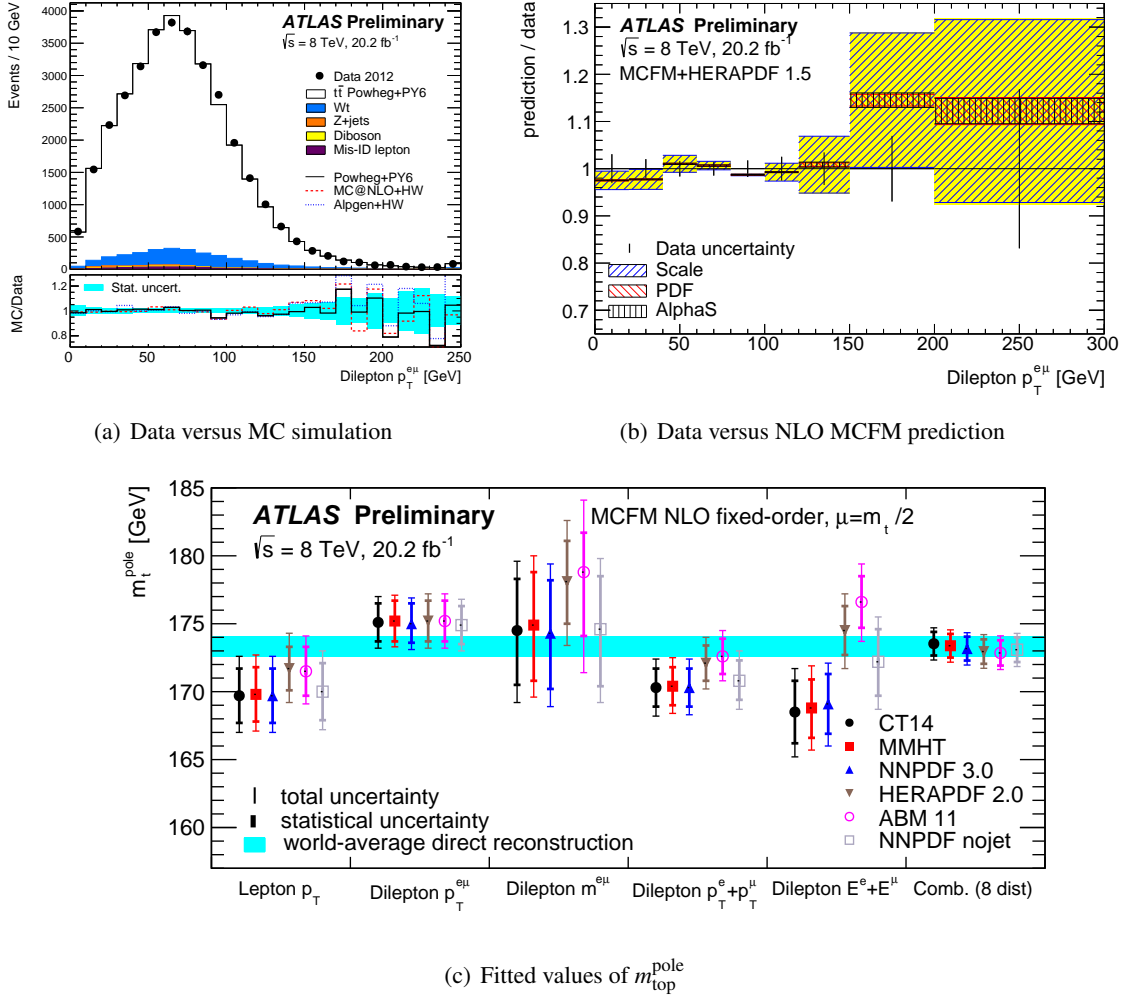 ATLAS Preliminary
√s = 8 TeV, 20.2 fb⁻¹
Data 2012
tt̄ Powheg+PY6
Wt
Z+jets
Diboson
Mis-ID lepton
Powheg+PY6
MC@NLO+HW
Alpgen+HW
Events / 10 GeV
4000
3500
3000
2500
2000
1500
1000
500
0
Stat. uncert.
MC/Data
1.2
1
0.8
0 50 100 150 200 250
Dilepton p_T^{eμ} [GeV]
(a) Data versus MC simulation
ATLAS Preliminary
√s = 8 TeV, 20.2 fb⁻¹
MCFM+HERAPDF 1.5
prediction / data
1.3
1.2
1.1
1
0.9
0.8
0.7
Data uncertainty
Scale
PDF
AlphaS
0 50 100 150 200 250 300
Dilepton p_T^{eμ} [GeV]
(b) Data versus NLO MCFM prediction
m_t^{pole} [GeV]
185
180
175
170
165
160
ATLAS Preliminary
√s = 8 TeV, 20.2 fb⁻¹
MCFM NLO fixed-order, μ=m_t/2
total uncertainty
statistical uncertainty
world-average direct reconstruction
CT14
MMHT
NNPDF 3.0
HERAPDF 2.0
ABM 11
NNPDF nojet
Lepton p_T
Dilepton p_T^{eμ}
Dilepton m^{eμ}
Dilepton p_T^e+p_T^μ
Dilepton E^e+E^μ
Comb. (8 dist)
(c) Fitted values of m_{top}^{pole}